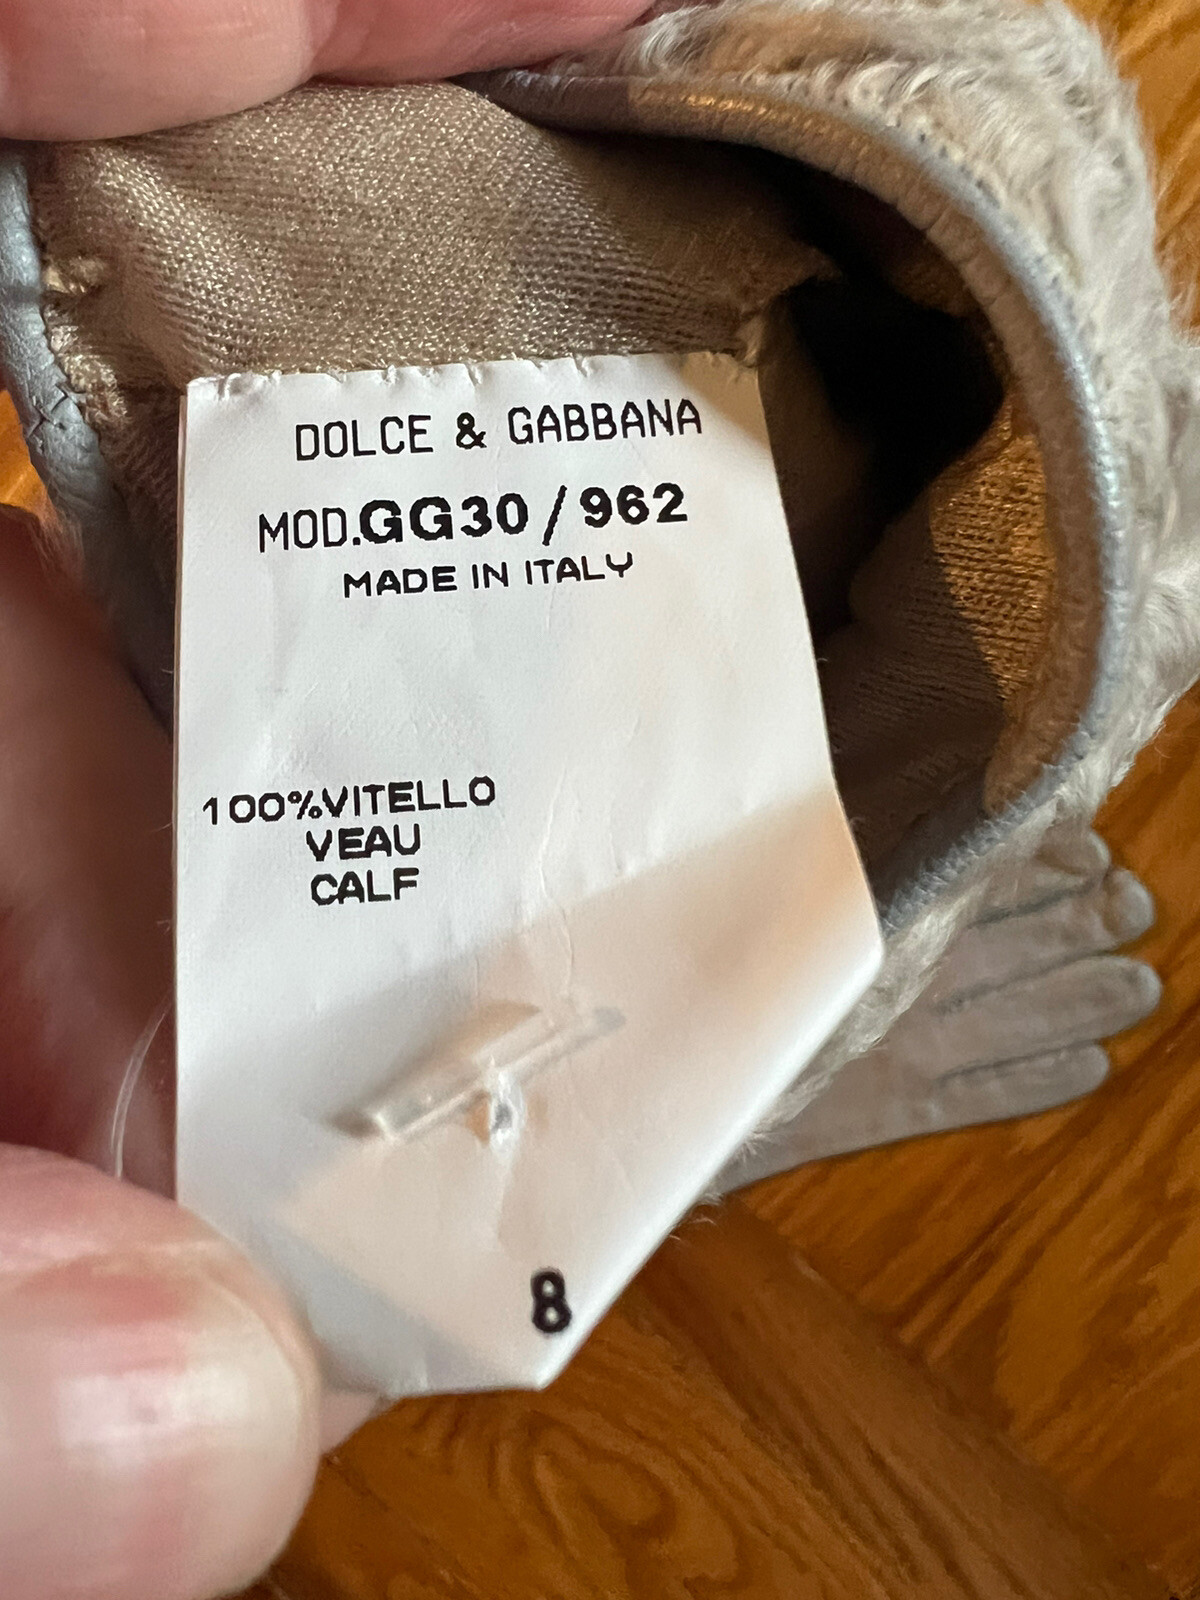 DOLCE & GABBANA
MOD.GG30/962
MADE IN ITALY
100%VITELLO
VEAU
CALF
8